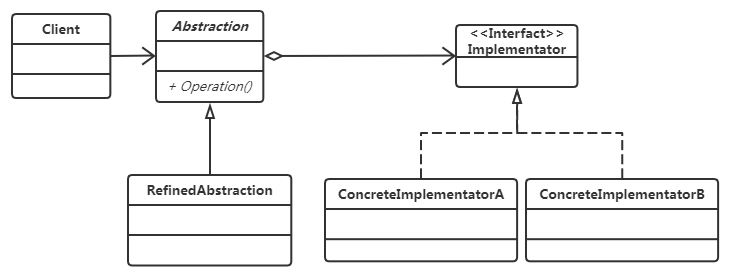 Client
Abstraction
+ Operation()
<<Interfact>>
Implementator
RefinedAbstraction
ConcreteImplementatorA
ConcreteImplementatorB